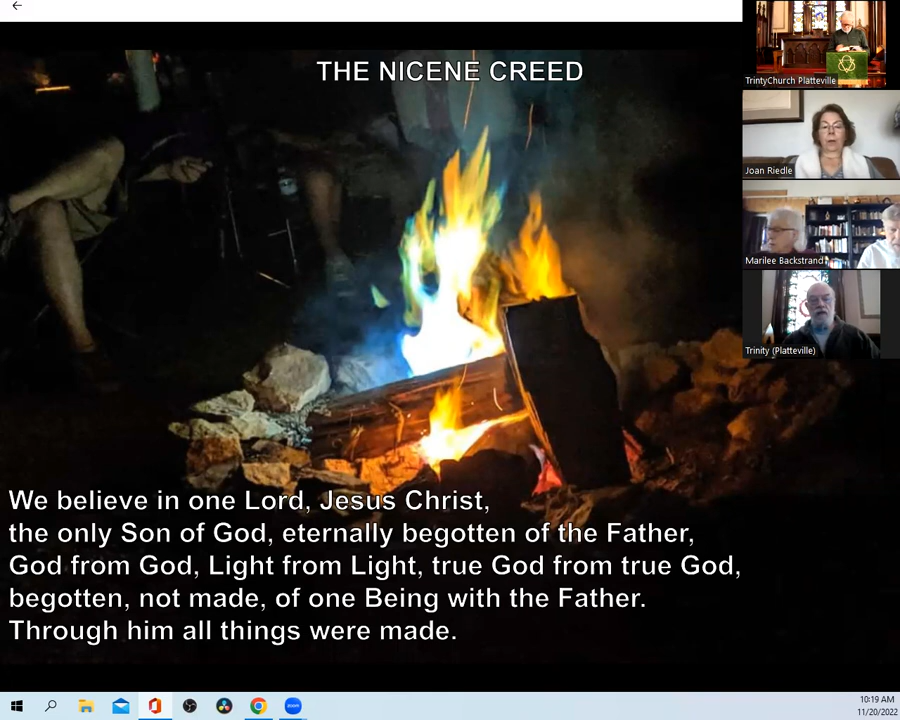 THE NICENE CREED
We believe in one Lord, Jesus Christ,
the only Son of God, eternally begotten of the Father,
God from God, Light from Light, true God from true God,
begotten, not made, of one Being with the Father.
Through him all things were made.
TrintyChurch Platteville
Joan Riedle
Marilee Backstrand
Trinity (Platteville)
zoom
10:19 AM
11/20/2022